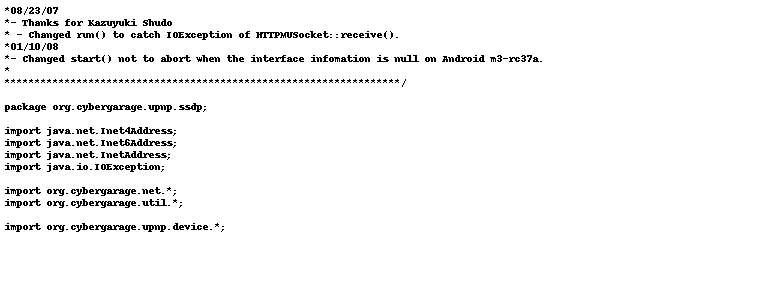 *08/23/07
*- Thanks for Kazuyuki Shudo
* - Changed run() to catch IOException of HTTPMUSocket::receive().
*01/10/08
*- Changed start() not to abort when the interface infomation is null on Android m3-rc37a.
*
******************************************************************/
package org.cybergarage.upnp.ssdp;
import java.net.Inet4Address;
import java.net.Inet6Address;
import java.net.InetAddress;
import java.io.IOException;
import org.cybergarage.net.*;
import org.cybergarage.util.*;
import org.cybergarage.upnp.device.*;